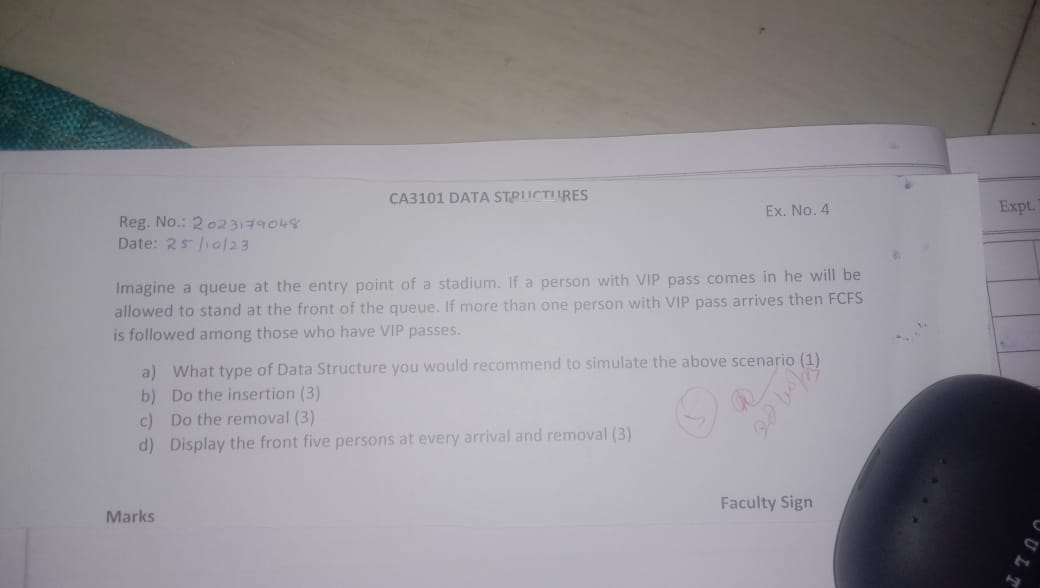 CA3101 DATA STRUCTURES
Ex. No. 4
Expt.
Reg. No.: 2023179048
Date: 25/10/23
Imagine a queue at the entry point of a stadium. If a person with VIP pass comes in he will be
allowed to stand at the front of the queue. If more than one person with VIP pass arrives then FCFS
is followed among those who have VIP passes.
a) What type of Data Structure you would recommend to simulate the above scenario (1)
b) Do the insertion (3)
c) Do the removal (3)
d) Display the front five persons at every arrival and removal (3)
Faculty Sign
Marks